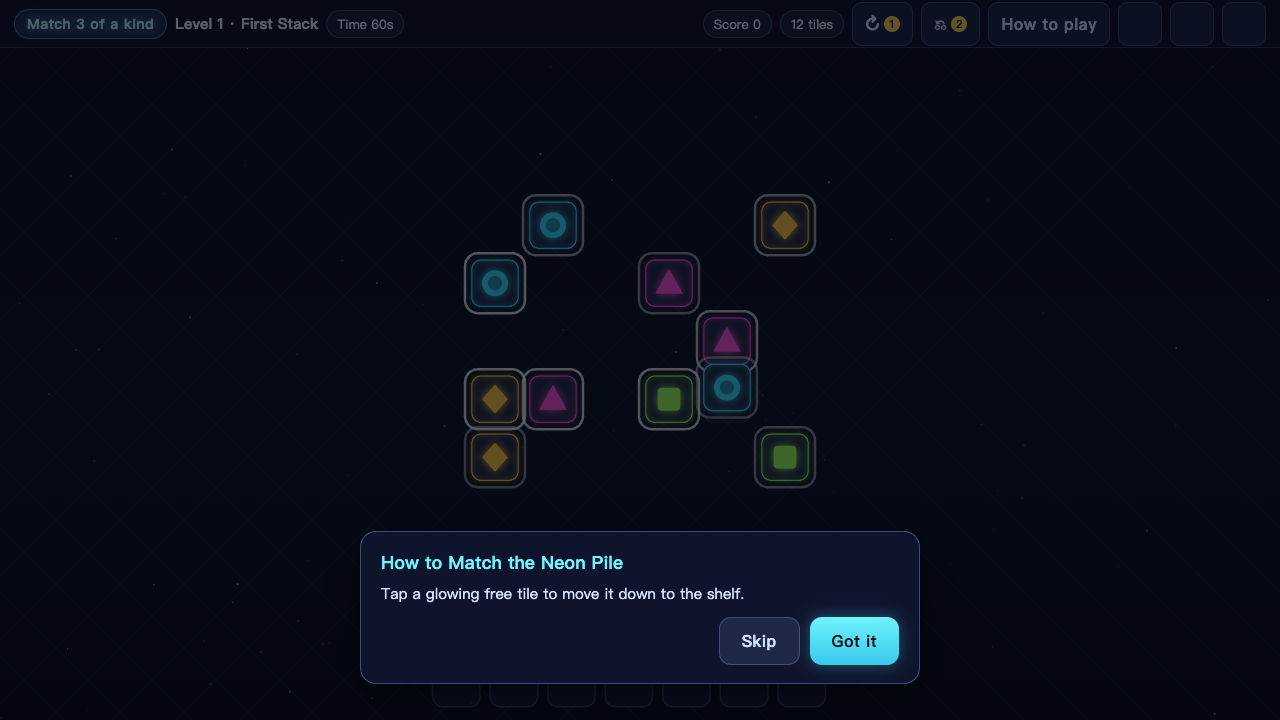 Match 3 of a kind Level 1 · First Stack Time 60s Score 0 12 tiles ↻ 1 2 How to play
How to Match the Neon Pile
Tap a glowing free tile to move it down to the shelf.
Skip Got it